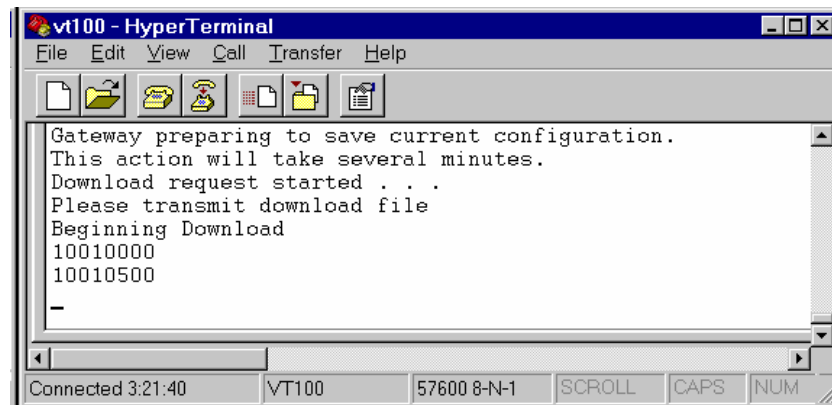 vt100 - HyperTerminal
File Edit View Call Transfer Help
Gateway preparing to save current configuration.
This action will take several minutes.
Download request started . . .
Please transmit download file
Beginning Download
10010000
10010500
_
Connected 3:21:40 VT100 57600 8-N-1 SCROLL CAPS NUM